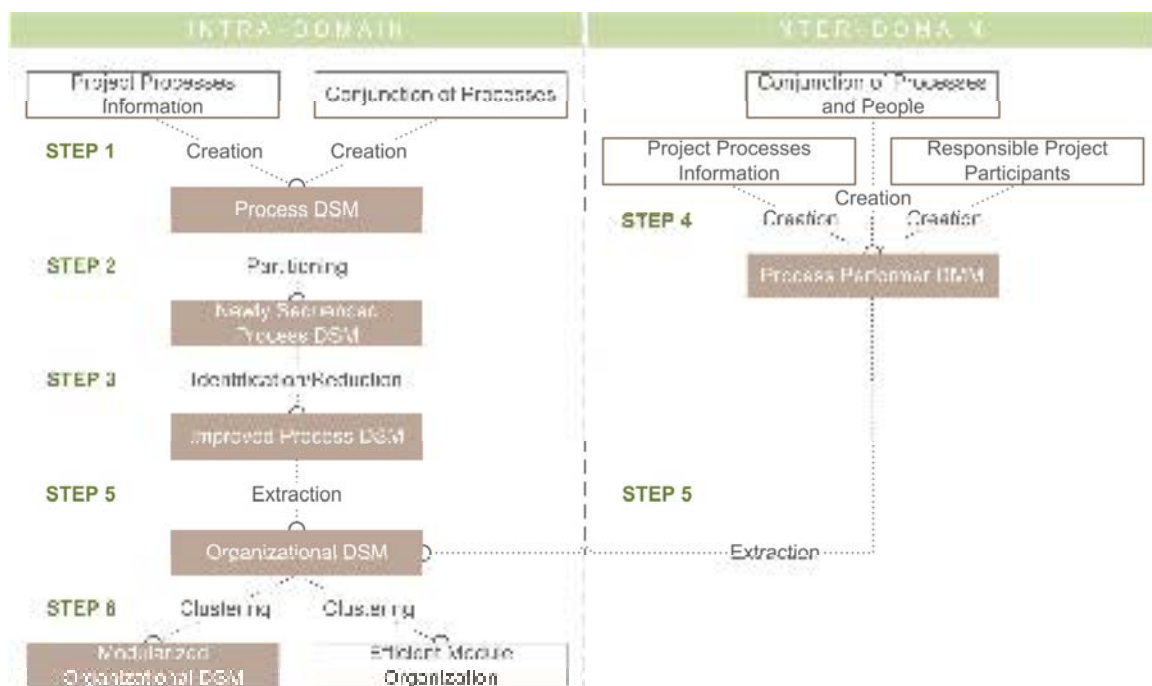 INTRA-DOMAIN
INTER-DOMAIN
Project Processes
Information
Conjunction of Processes
Conjunction of Processes
and People
STEP 1
Creation
Creation
Project Processes
Information
Responsible Project
Participants
Process DSM
STEP 4
Creation
Creation
Creation
STEP 2
Partitioning
Process Performer DMM
Newly Sequenced
Process DSM
STEP 3
Identification/Reduction
Improved Process DSM
STEP 5
Extraction
STEP 5
Organizational DSM
Extraction
STEP 6
Clustering
Clustering
Modularized
Organizational DSM
Efficient Module
Organization